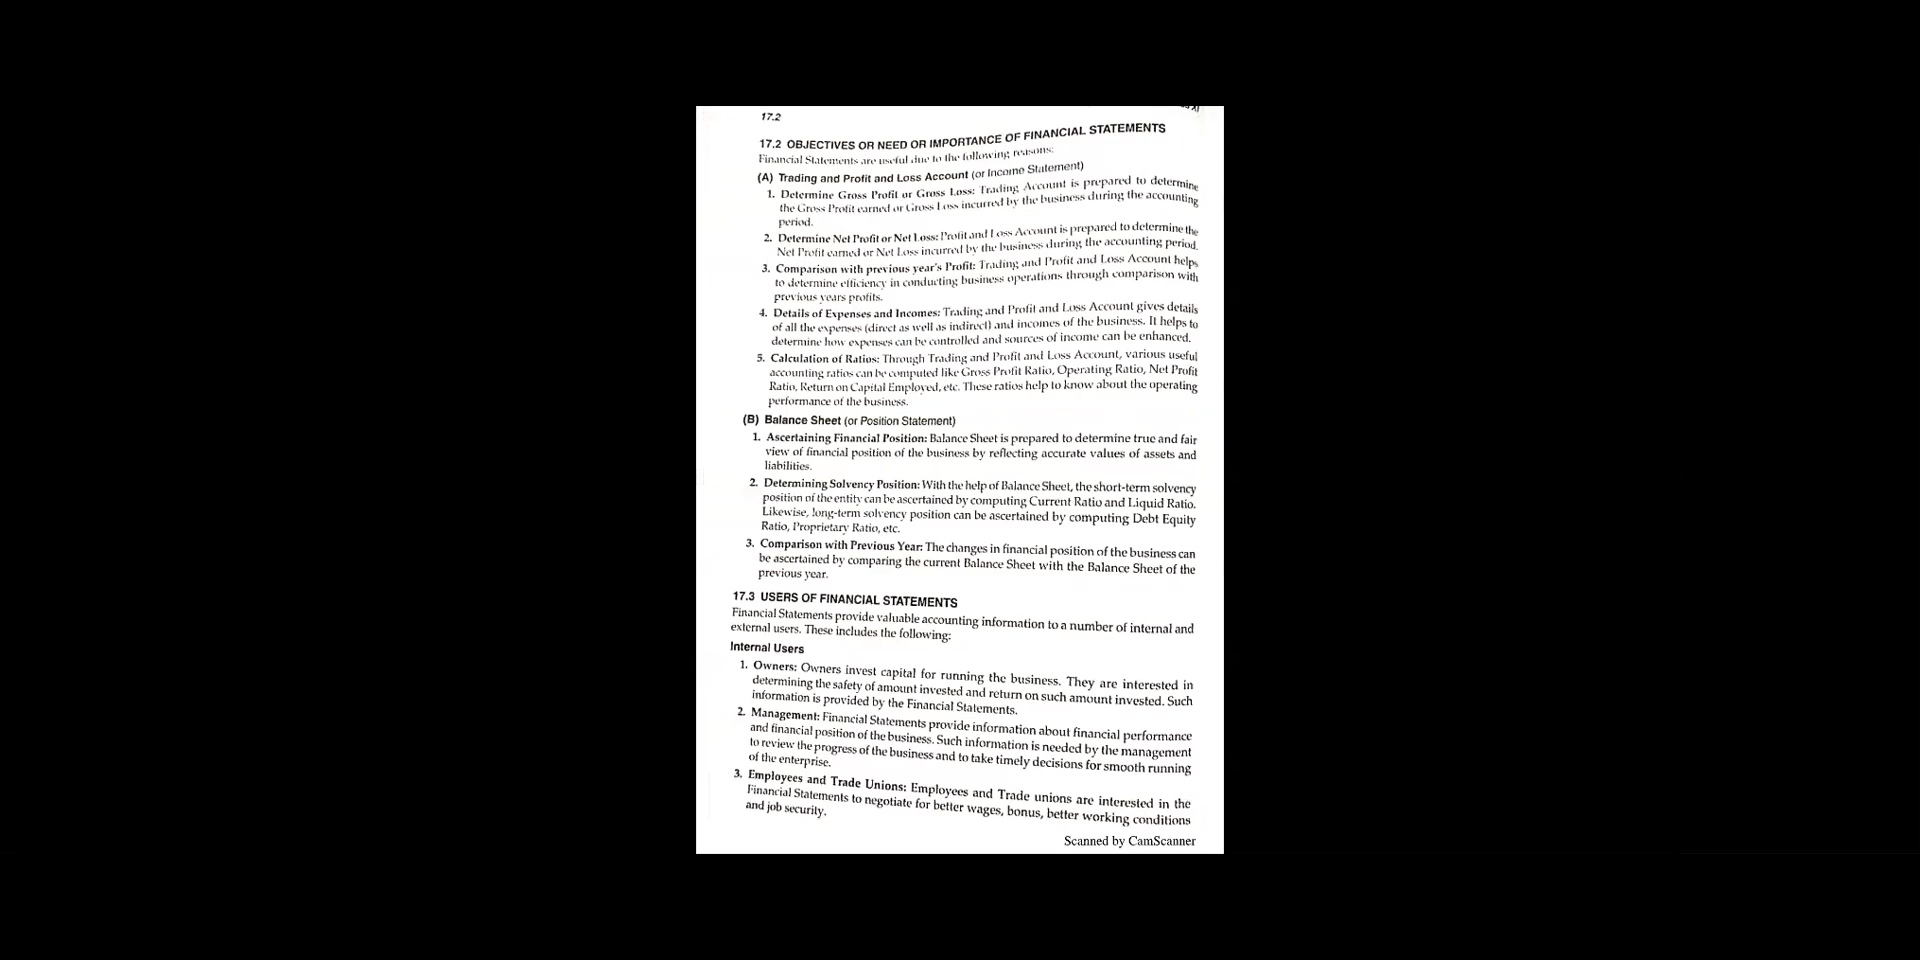 17.2
17.2 OBJECTIVES OR NEED OR IMPORTANCE OF FINANCIAL STATEMENTS
Financial Statements are useful due to the following reasons:
(A) Trading and Profit and Loss Account (or Income Statement)
1. Determine Gross Profit or Gross Loss: Trading Account is prepared to determine
the Gross Profit earned or Gross Loss incurred by the business during the accounting
period.
2. Determine Net Profit or Net Loss: Profit and Loss Account is prepared to determine the
Net Profit earned or Net Loss incurred by the business during the accounting period.
3. Comparison with previous year's Profit: Trading and Profit and Loss Account helps
to determine efficiency in conducting business operations through comparison with
previous years profits.
4. Details of Expenses and Incomes: Trading and Profit and Loss Account gives details
of all the expenses (direct as well as indirect) and incomes of the business. It helps to
determine how expenses can be controlled and sources of income can be enhanced.
5. Calculation of Ratios: Through Trading and Profit and Loss Account, various useful
accounting ratios can be computed like Gross Profit Ratio, Operating Ratio, Net Profit
Ratio, Return on Capital Employed, etc. These ratios help to know about the operating
performance of the business.
(B) Balance Sheet (or Position Statement)
1. Ascertaining Financial Position: Balance Sheet is prepared to determine true and fair
view of financial position of the business by reflecting accurate values of assets and
liabilities.
2. Determining Solvency Position: With the help of Balance Sheet, the short-term solvency
position of the entity can be ascertained by computing Current Ratio and Liquid Ratio.
Likewise, long-term solvency position can be ascertained by computing Debt Equity
Ratio, Proprietary Ratio, etc.
3. Comparison with Previous Year: The changes in financial position of the business can
be ascertained by comparing the current Balance Sheet with the Balance Sheet of the
previous year.
17.3 USERS OF FINANCIAL STATEMENTS
Financial Statements provide valuable accounting information to a number of internal and
external users. These includes the following:
Internal Users
1. Owners: Owners invest capital for running the business. They are interested in
determining the safety of amount invested and return on such amount invested. Such
information is provided by the Financial Statements.
2. Management: Financial Statements provide information about financial performance
and financial position of the business. Such information is needed by the management
to review the progress of the business and to take timely decisions for smooth running
of the enterprise.
3. Employees and Trade Unions: Employees and Trade unions are interested in the
Financial Statements to negotiate for better wages, bonus, better working conditions
and job security.
Scanned by CamScanner